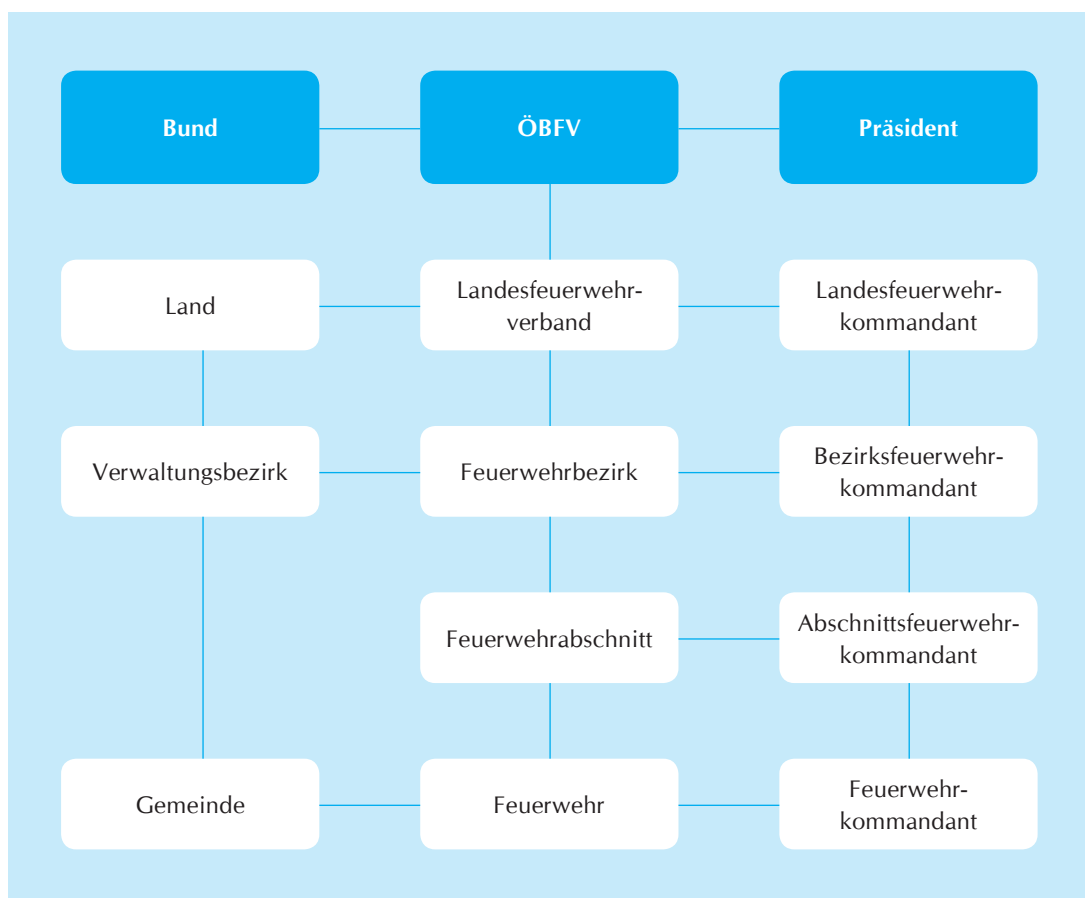 Bund
ÖBFV
Präsident
Land
Landesfeuerwehr-
verband
Landesfeuerwehr-
kommandant
Verwaltungsbezirk
Feuerwehrbezirk
Bezirksfeuerwehr-
kommandant
Feuerwehrabschnitt
Abschnittsfeuerwehr-
kommandant
Gemeinde
Feuerwehr
Feuerwehr-
kommandant